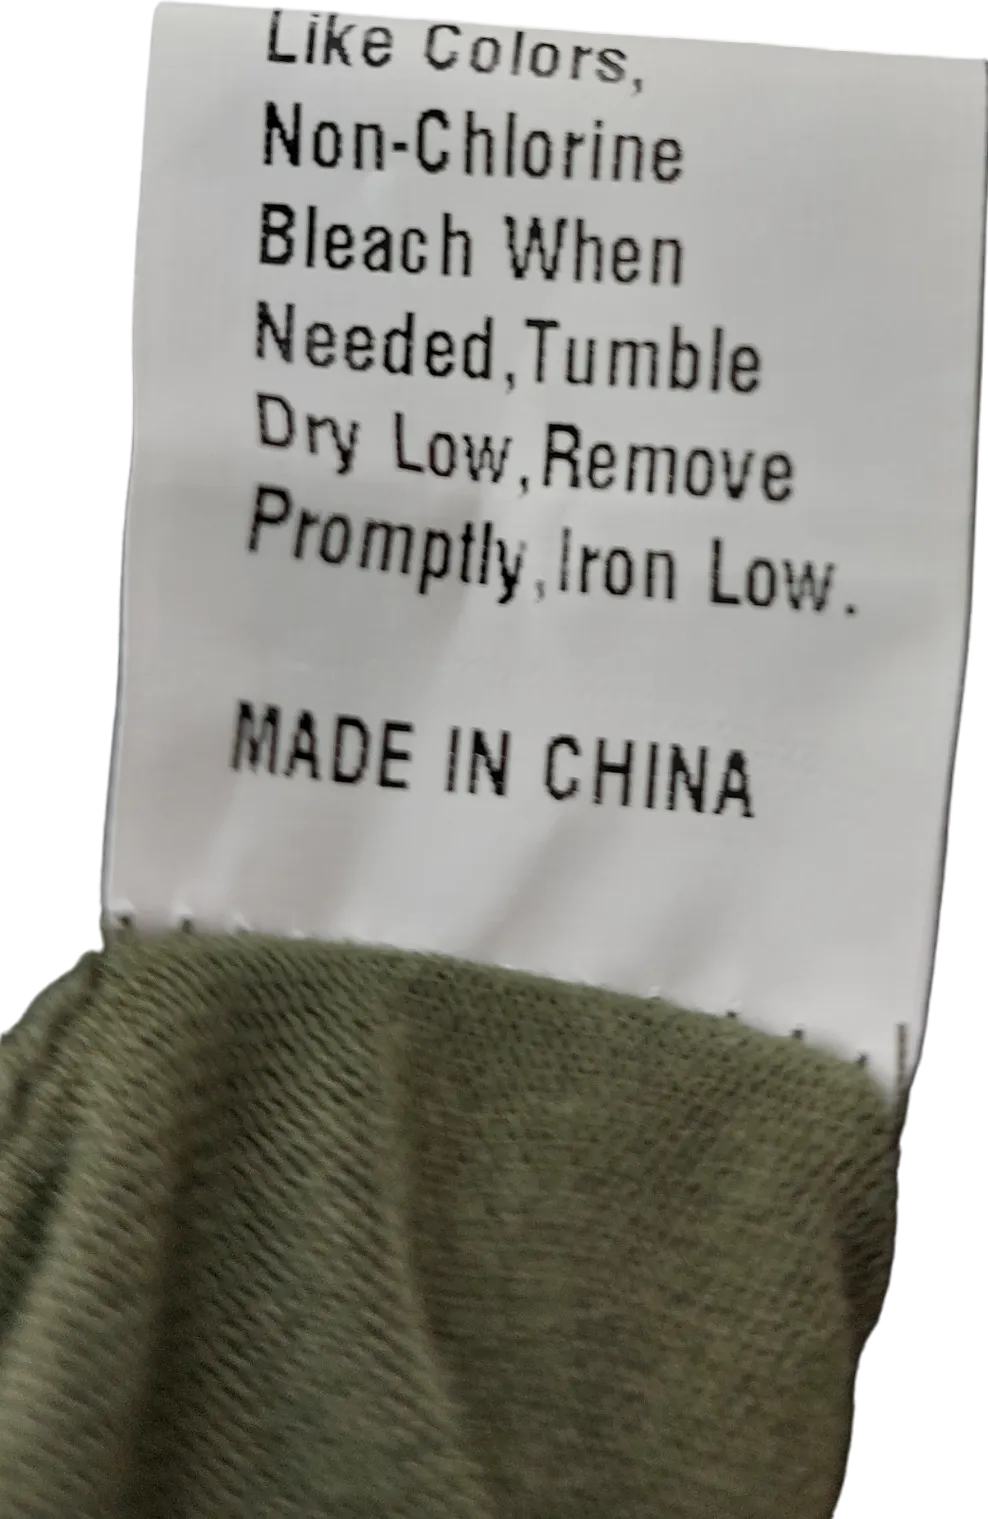 Like Colors,
Non-Chlorine
Bleach When
Needed,Tumble
Dry Low,Remove
Promptly,Iron Low.
MADE IN CHINA